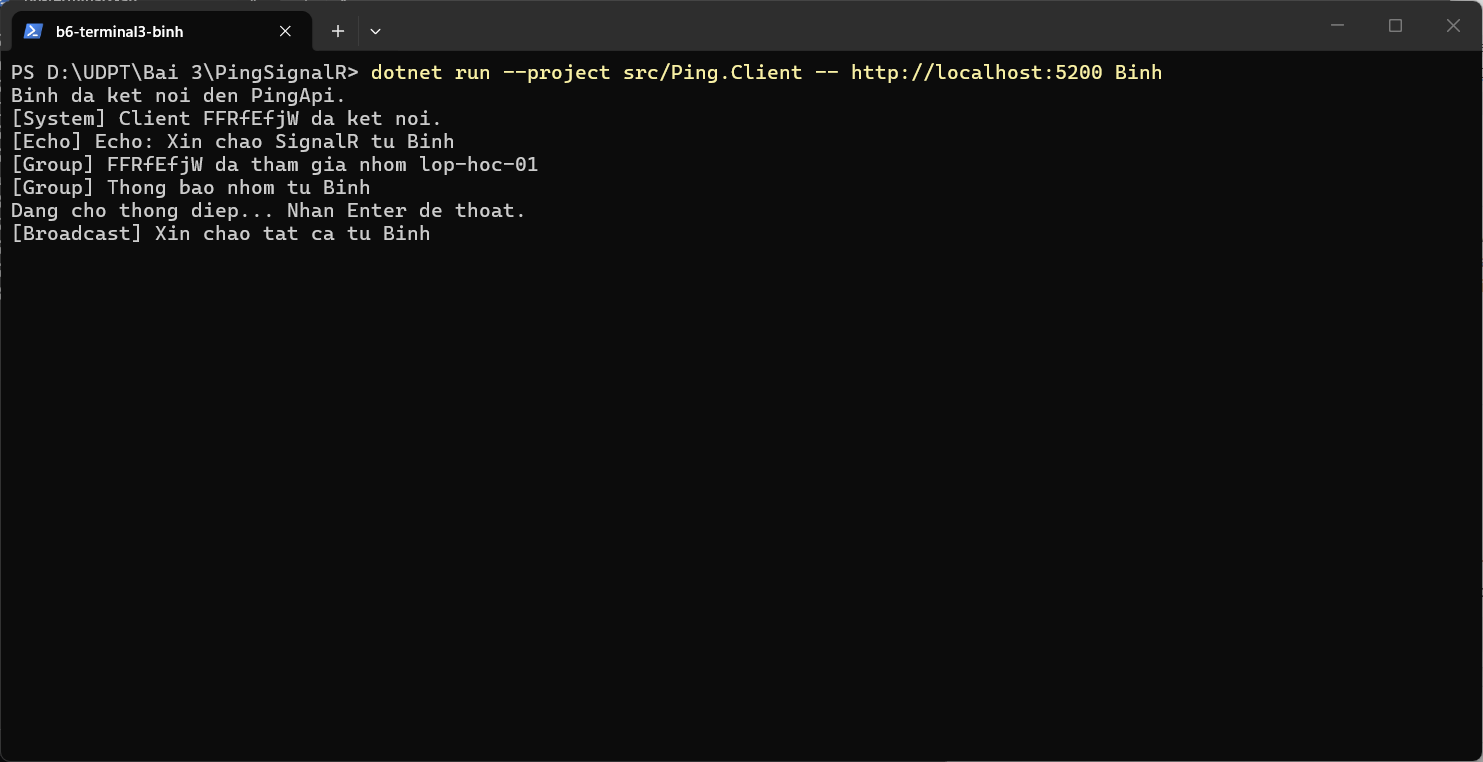 b6-terminal3-binh
PS D:\UDPT\Bai 3\PingSignalR> dotnet run --project src/Ping.Client -- http://localhost:5200 Binh
Binh da ket noi den PingApi.
[System] Client FFRfEfjW da ket noi.
[Echo] Echo: Xin chao SignalR tu Binh
[Group] FFRfEfjW da tham gia nhom lop-hoc-01
[Group] Thong bao nhom tu Binh
Dang cho thong diep... Nhan Enter de thoat.
[Broadcast] Xin chao tat ca tu Binh